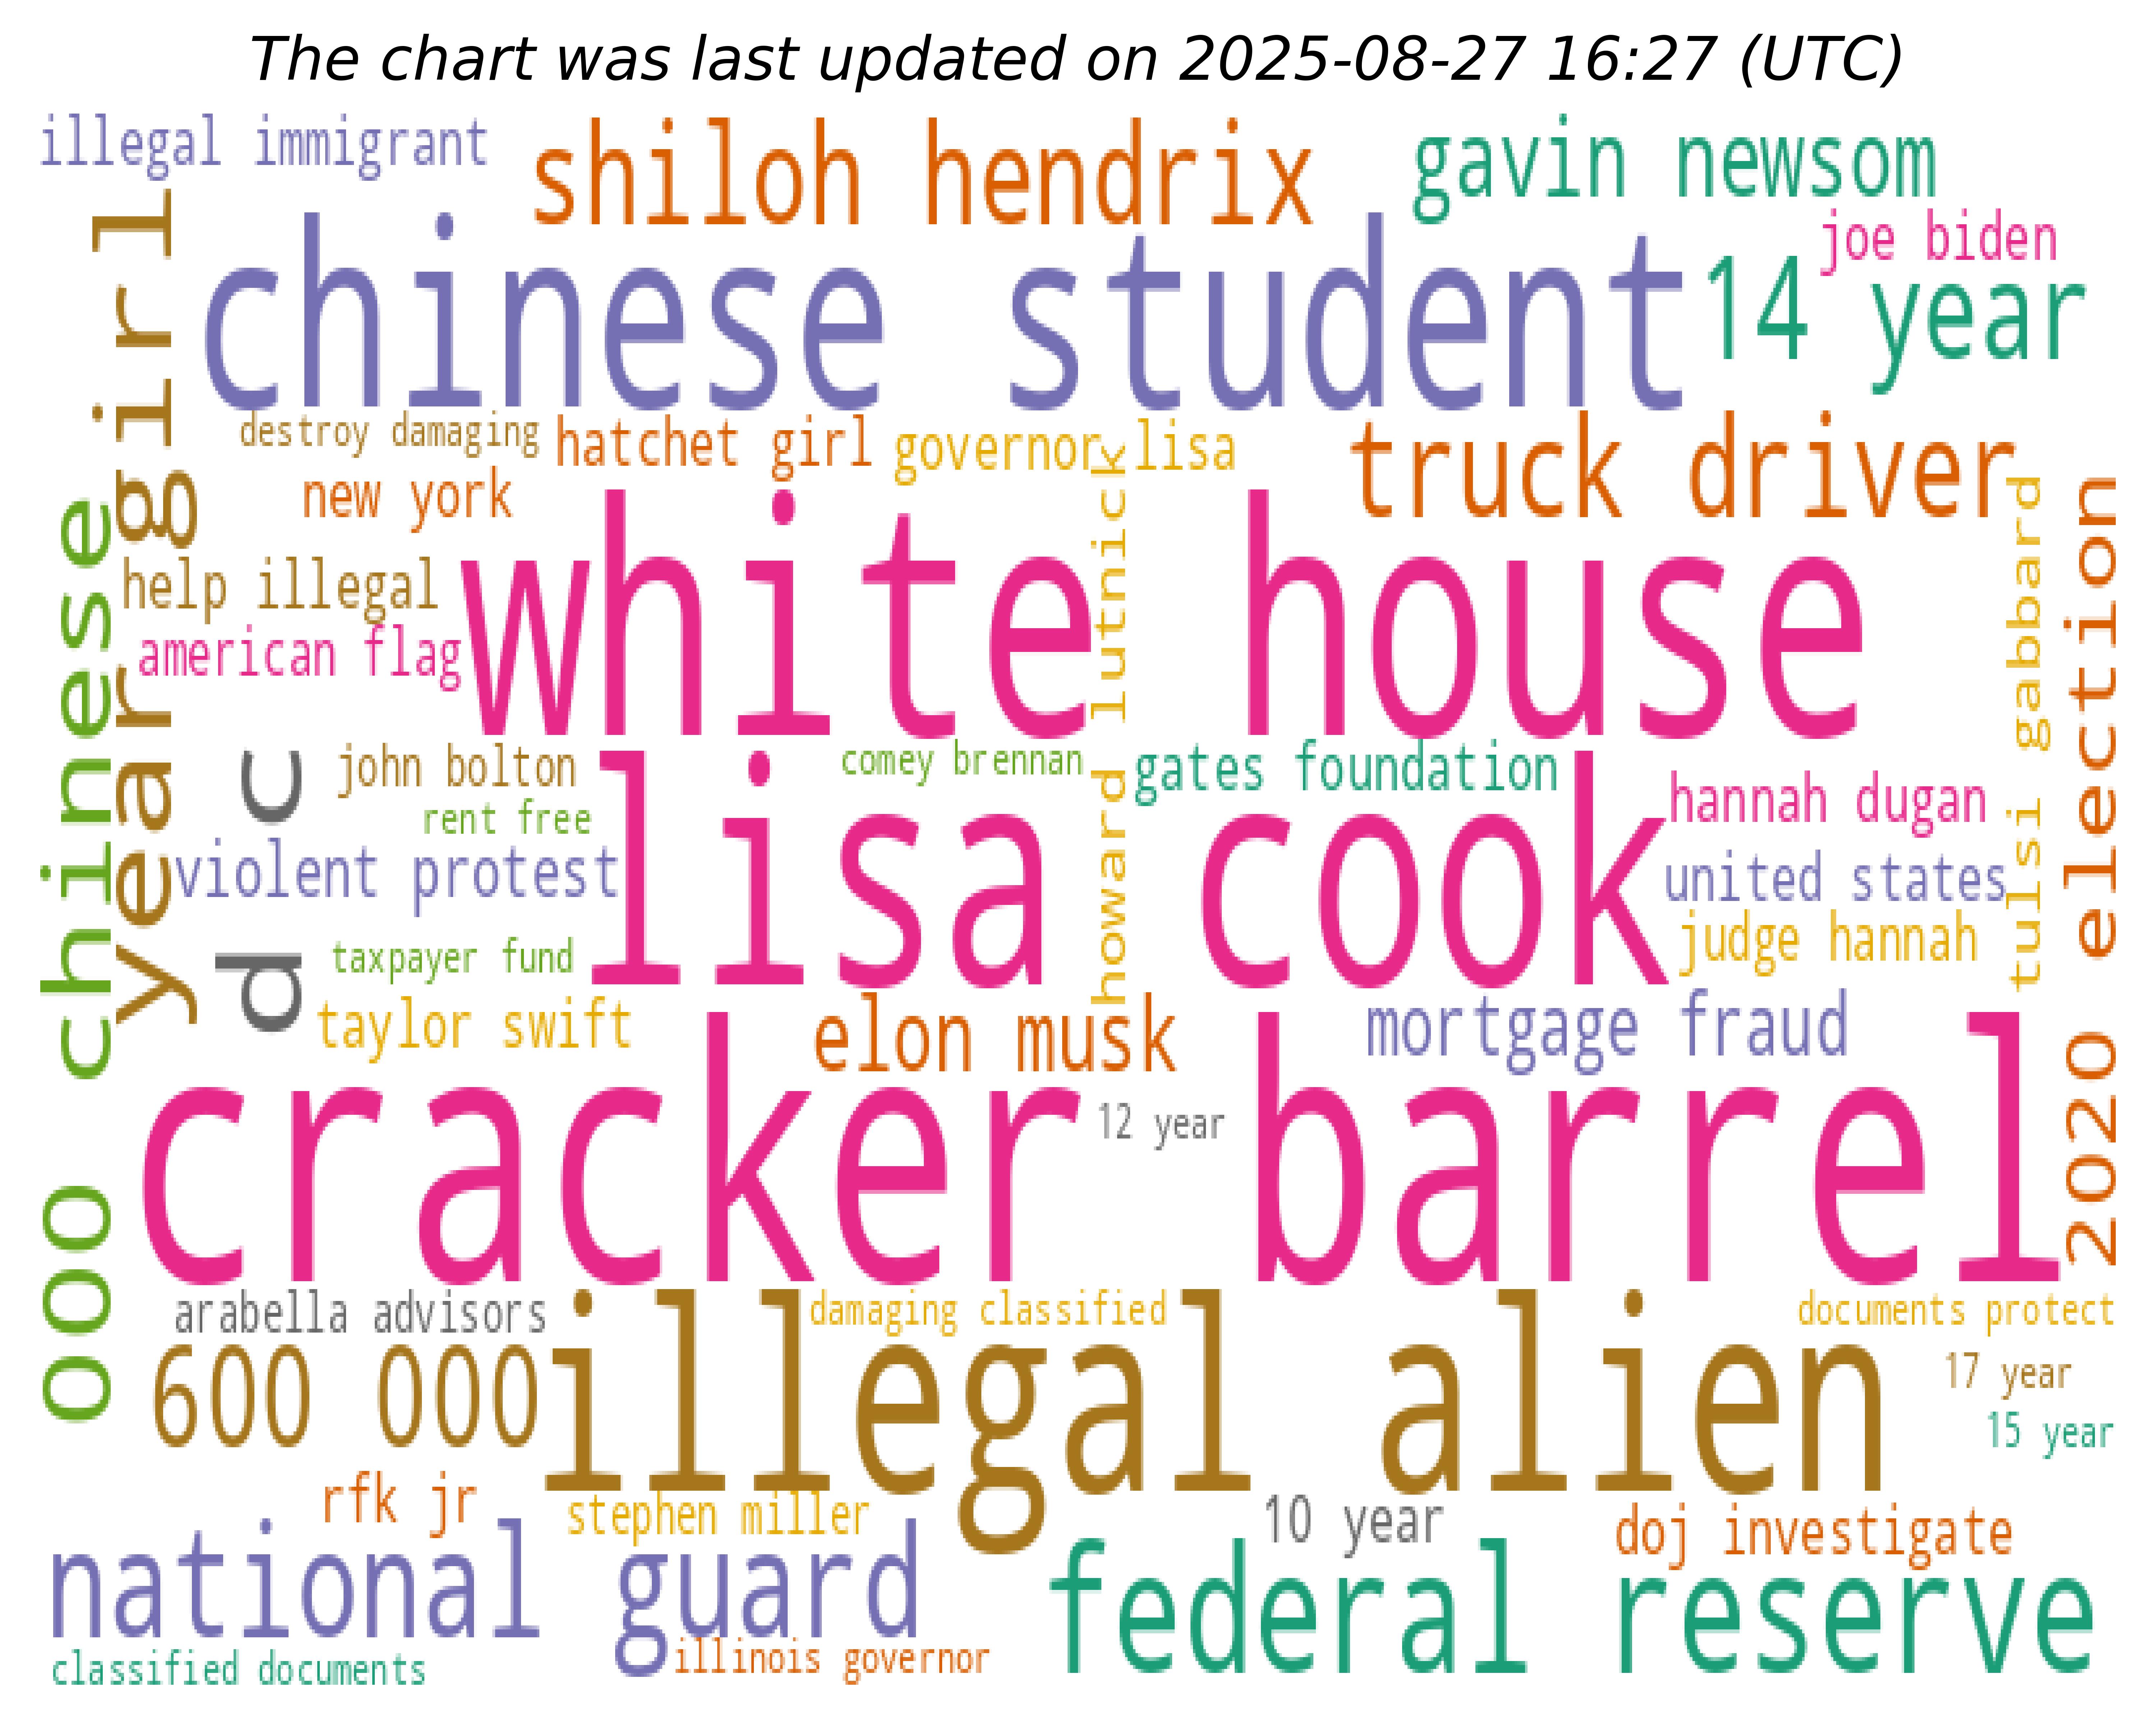 The chart was last updated on 2025-08-27 16:27 (UTC)
illegal immigrant
shiloh hendrix
gavin newsom
joe biden
chinese student
14 year
year girl
destroy damaging
hatchet girl
governor lisa
truck driver
new york
white house
help illegal
american flag
howard lutnick
tulsi gabbard
2020 election
000 chinese
d c
john bolton
comey brennan
gates foundation
hannah dugan
rent free
lisa cook
violent protest
united states
judge hannah
taxpayer fund
taylor swift
elon musk
mortgage fraud
cracker barrel
12 year
arabella advisors
damaging classified
documents protect
600 000
illegal alien
17 year
15 year
rfk jr
stephen miller
10 year
doj investigate
national guard
federal reserve
illinois governor
classified documents